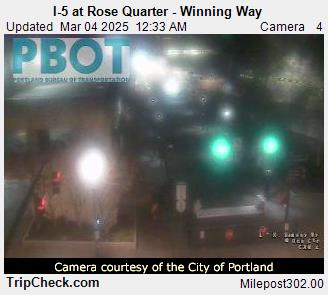 I-5 at Rose Quarter - Winning Way
Updated Mar 04 2025 12:33 AM Camera 4
PBOT
PORTLAND BUREAU OF TRANSPORTATION
Camera courtesy of the City of Portland
TripCheck.com Milepost302.00